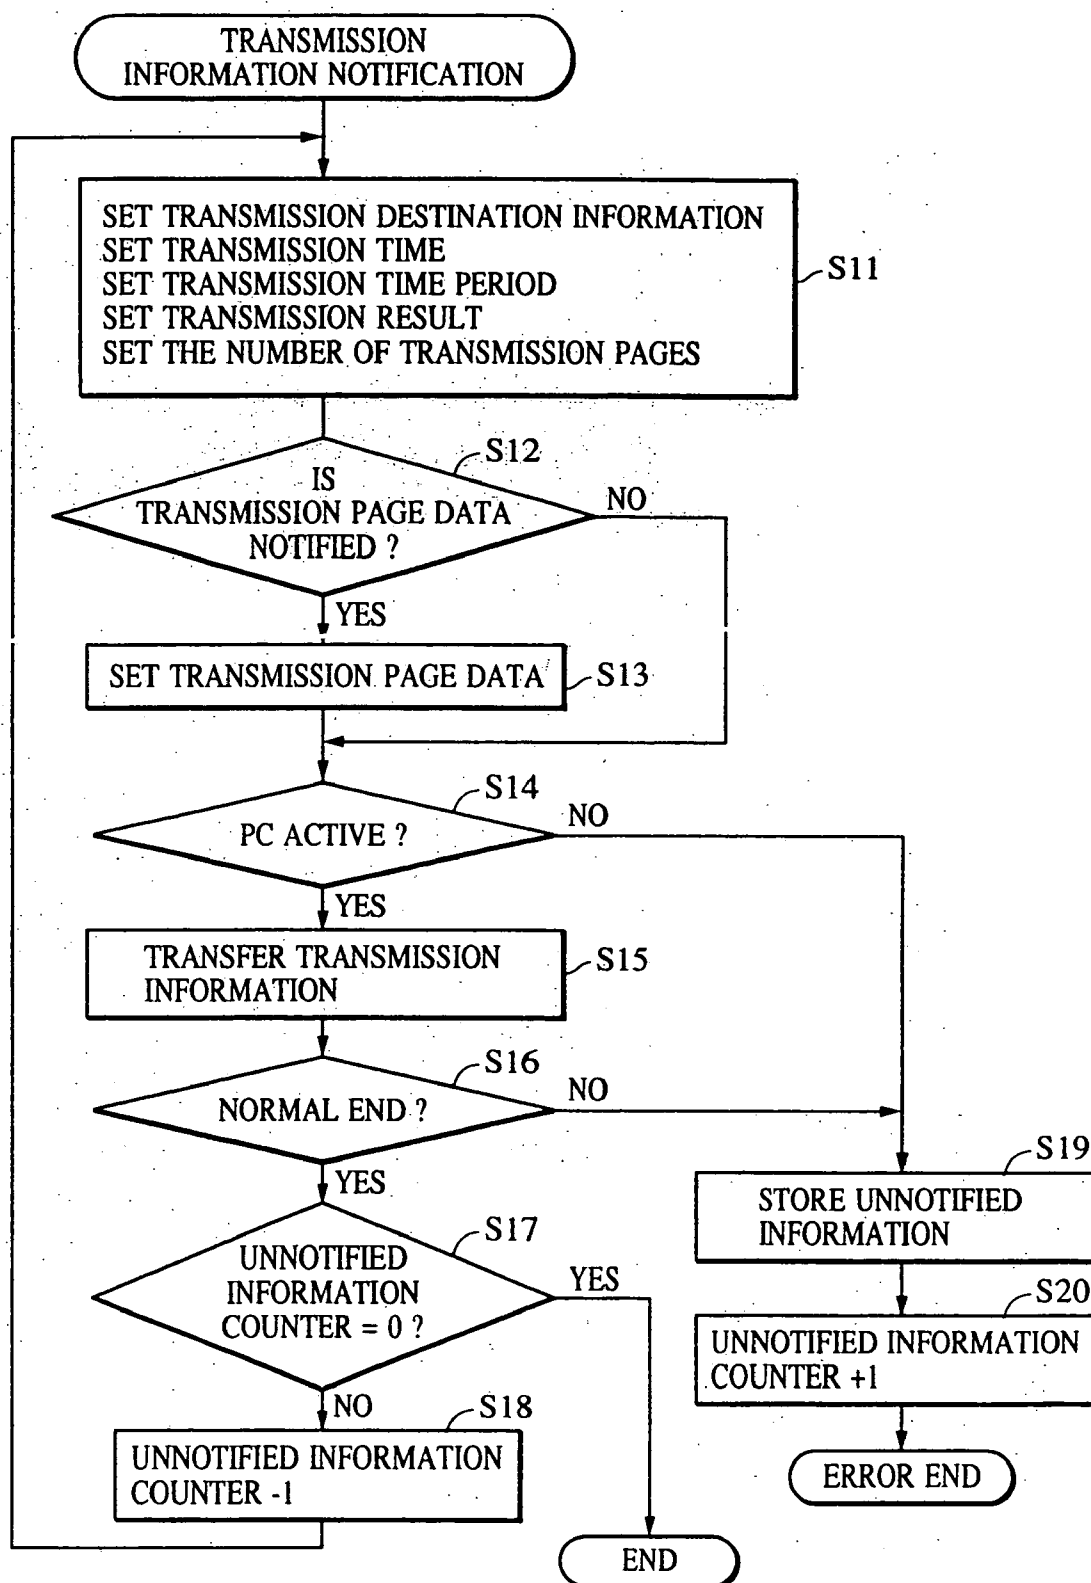 TRANSMISSION
INFORMATION NOTIFICATION
SET TRANSMISSION DESTINATION INFORMATION
SET TRANSMISSION TIME
SET TRANSMISSION TIME PERIOD
SET TRANSMISSION RESULT
SET THE NUMBER OF TRANSMISSION PAGES
S11
S12
IS
TRANSMISSION PAGE DATA
NOTIFIED ?
NO
YES
SET TRANSMISSION PAGE DATA
S13
S14
PC ACTIVE ?
NO
YES
TRANSFER TRANSMISSION
INFORMATION
S15
S16
NORMAL END ?
NO
YES
S17
UNNOTIFIED
INFORMATION
COUNTER = 0 ?
YES
NO
S18
UNNOTIFIED INFORMATION
COUNTER -1
END
S19
STORE UNNOTIFIED
INFORMATION
S20
UNNOTIFIED INFORMATION
COUNTER +1
ERROR END